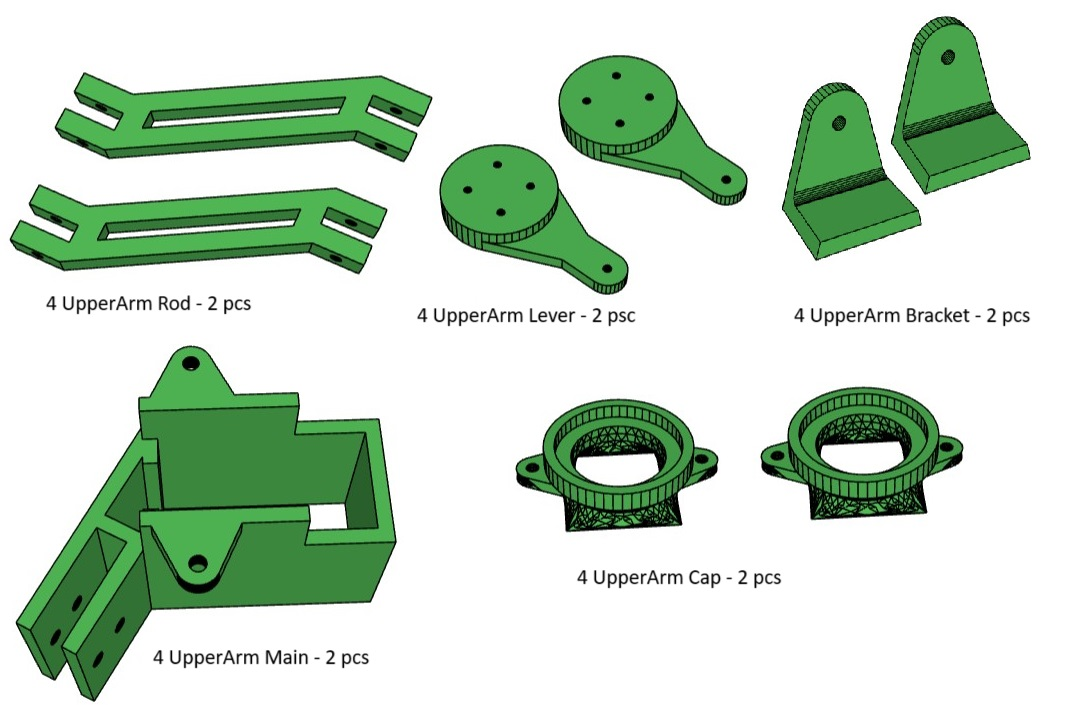 4 UpperArm Rod - 2 pcs
4 UpperArm Lever - 2 psc
4 UpperArm Bracket - 2 pcs
4 UpperArm Cap - 2 pcs
4 UpperArm Main - 2 pcs